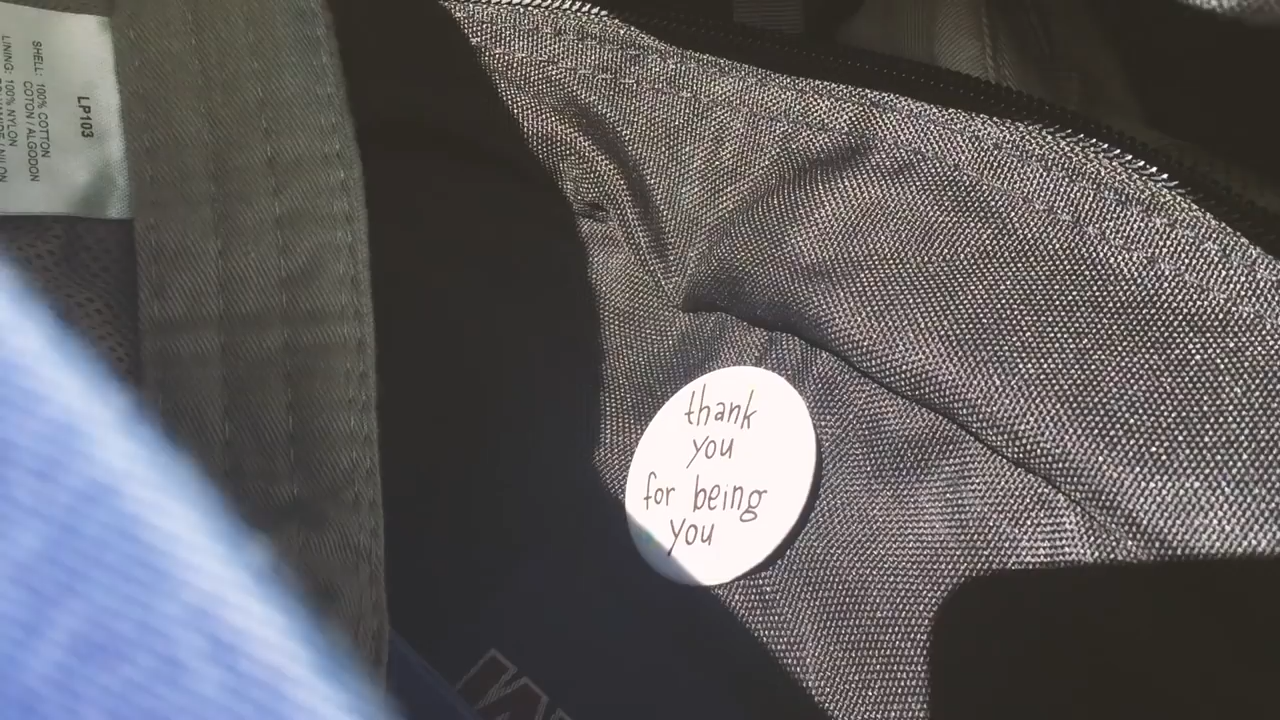 LP103
SHELL: 100% COTTON
COTON / ALGODON
LINING: 100% NYLON
thank
you
for being
you